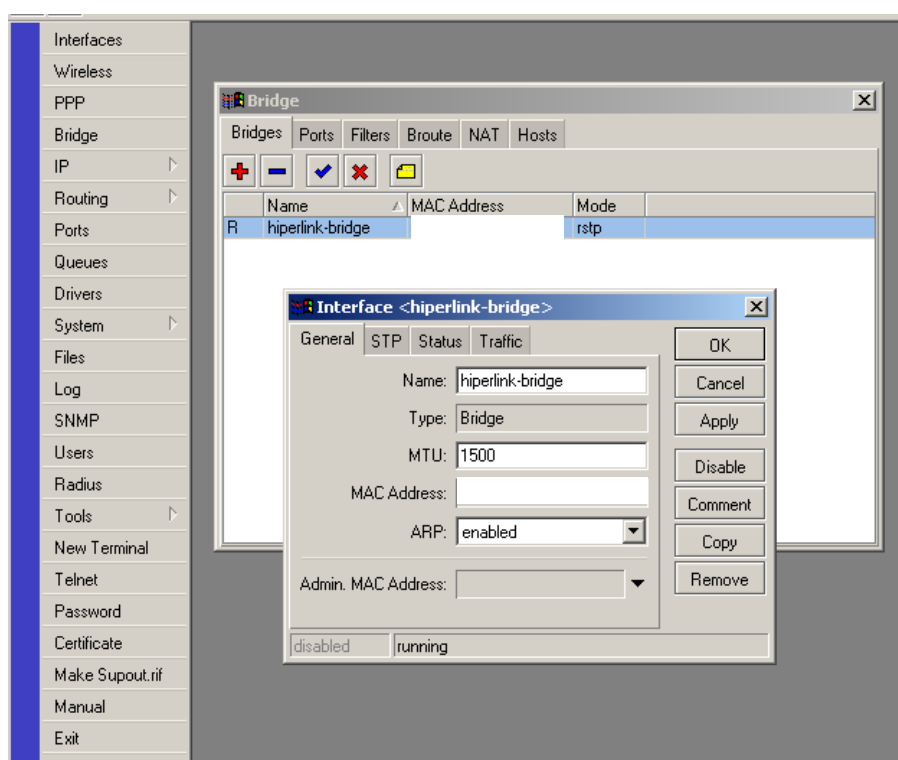 Interfaces
Wireless
PPP
Bridge
IP
Routing
Ports
Queues
Drivers
System
Files
Log
SNMP
Users
Radius
Tools
New Terminal
Telnet
Password
Certificate
Make Supout.rif
Manual
Exit
Bridge
Bridges Ports Filters Broute NAT Hosts
Name MAC Address Mode
R hiperlink-bridge rstp
Interface <hiperlink-bridge>
General STP Status Traffic
Name: hiperlink-bridge
Type: Bridge
MTU: 1500
MAC Address:
ARP: enabled
Admin. MAC Address:
OK
Cancel
Apply
Disable
Comment
Copy
Remove
disabled running